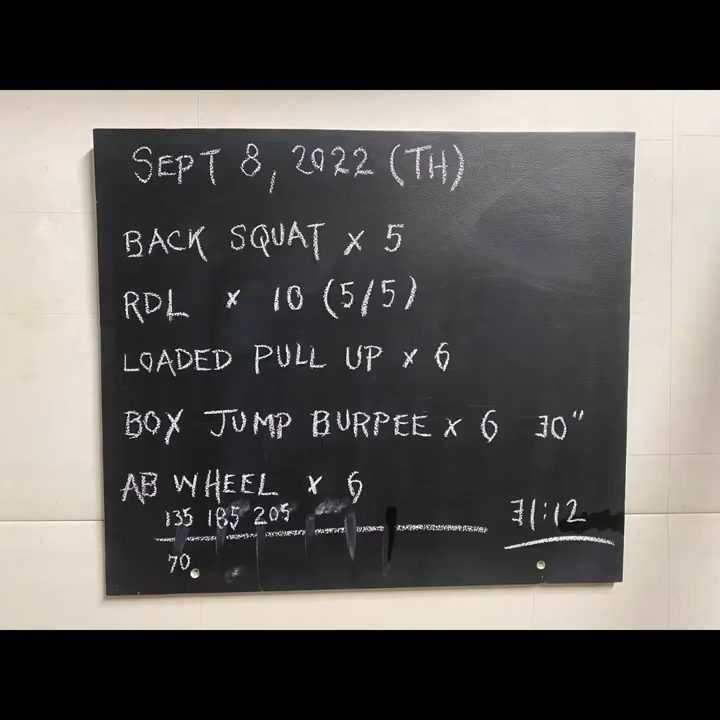 SEPT 8, 2022 (TH)
BACK SQUAT x 5
RDL x 10 (5/5)
LOADED PULL UP x 6
BOX JUMP BURPEE x 6 30"
AB WHEEL x 6
135 185 205
31:12
70